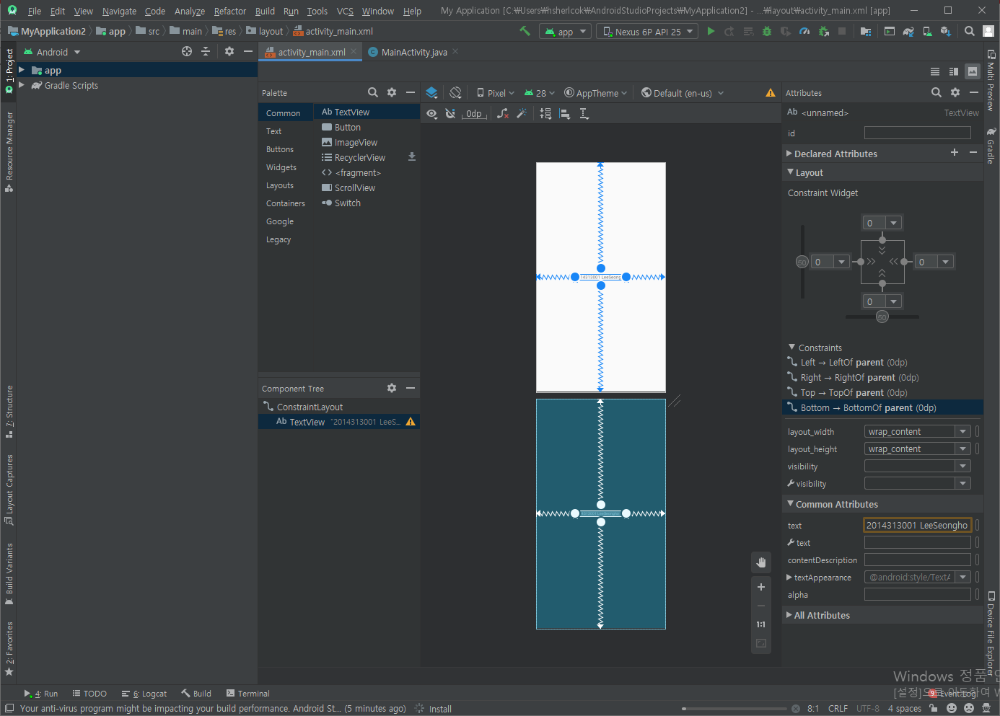 File Edit View Navigate Code Analyze Refactor Build Run Tools VCS Window Help My Application [C:₩Users₩hsherlcok₩AndroidStudioProjects₩MyApplication2] - ...₩layout₩activity_main.xml [app]
MyApplication2 app src main res layout activity_main.xml app Nexus 6P API 25
1: Project
Resource Manager
7: Structure
Layout Captures
Build Variants
2: Favorites
Android
app
Gradle Scripts
activity_main.xml MainActivity.java
Palette
Common
Text
Buttons
Widgets
Layouts
Containers
Google
Legacy
Ab TextView
Button
ImageView
RecyclerView
<fragment>
ScrollView
Switch
Component Tree
ConstraintLayout
Ab TextView "2014313001 LeeS...
Pixel 28 AppTheme Default (en-us)
0dp
14313001 LeeSeong
1:1
Attributes
Ab <unnamed> TextView
id
Declared Attributes
Layout
Constraint Widget
0
50 0 0
0
50
Constraints
Left → LeftOf parent (0dp)
Right → RightOf parent (0dp)
Top → TopOf parent (0dp)
Bottom → BottomOf parent (0dp)
layout_width wrap_content
layout_height wrap_content
visibility
visibility
Common Attributes
text 2014313001 LeeSeongho
text
contentDescription
textAppearance @android:style/TextA
alpha
All Attributes
Multi Preview
Gradle
Device File Explorer
Windows 정품 인
[설정]으로 이동하여 W
4: Run TODO 6: Logcat Build Terminal 9 Event Log
Your anti-virus program might be impacting your build performance. Android St... (5 minutes ago) Install 8:1 CRLF UTF-8 4 spaces